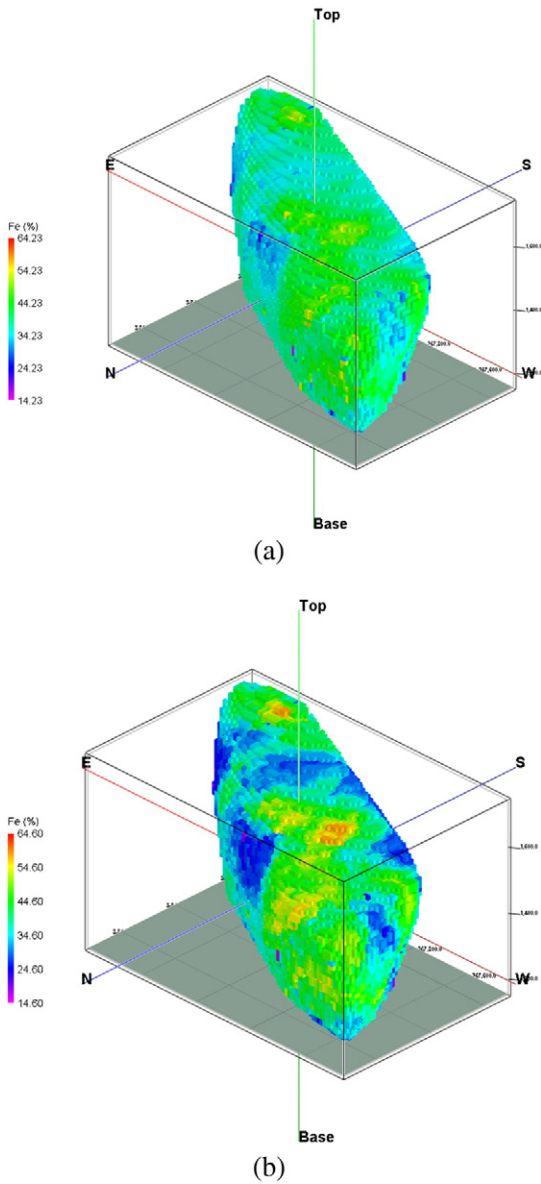 Top
E
S
Fe (%)
64.23
54.23
44.23
34.23
24.23
14.23
N
W
Base
(a)
Top
E
S
Fe (%)
64.60
54.60
44.60
34.60
24.60
14.60
N
W
Base
(b)